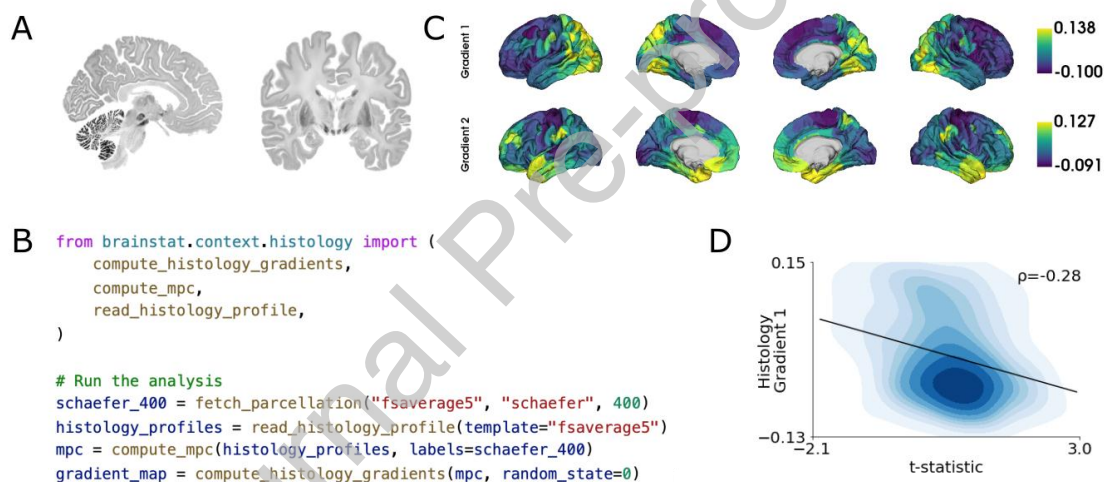 A
C
Gradient 1
0.138
-0.100
Gradient 2
0.127
-0.091
B
from brainstat.context.histology import (
    compute_histology_gradients,
    compute_mpc,
    read_histology_profile,
)
# Run the analysis
schaefer_400 = fetch_parcellation("fsaverage5", "schaefer", 400)
histology_profiles = read_histology_profile(template="fsaverage5")
mpc = compute_mpc(histology_profiles, labels=schaefer_400)
gradient_map = compute_histology_gradients(mpc, random_state=0)
D
0.15
ρ=-0.28
Histology
Gradient 1
−0.13
−2.1
3.0
t-statistic